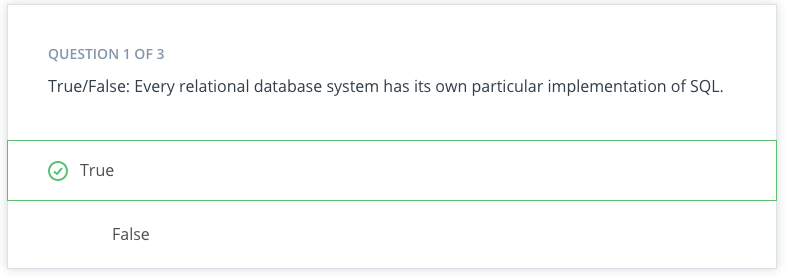 QUESTION 1 OF 3
True/False: Every relational database system has its own particular implementation of SQL.
True
False